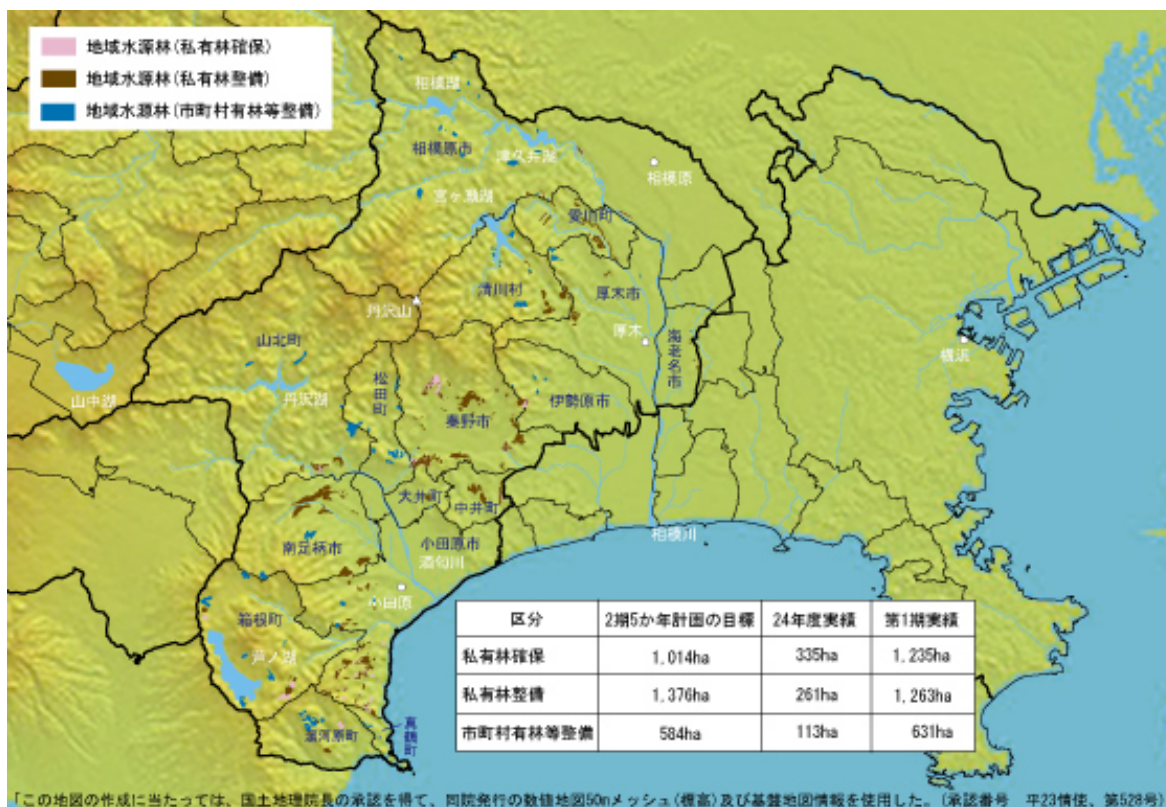 地域水源林(私有林確保)
地域水源林(私有林整備)
地域水源林(市町村有林等整備)
相模湖
相模原市
津久井湖
相模原
宮ヶ瀬湖
愛川町
清川村
厚木市
丹沢山
厚木
海老名市
横浜
山北町
松田町
山中湖
丹沢湖
秦野市
伊勢原市
大井町
中井町
南足柄市
小田原市
酒匂川
相模川
小田原
箱根町
芦ノ湖
湯河原町
真鶴町
区分 2期5か年計画の目標 24年度実績 第1期実績
私有林確保 1,014ha 335ha 1,235ha
私有林整備 1,376ha 261ha 1,263ha
市町村有林等整備 584ha 113ha 631ha
「この地図の作成に当たっては、国土地理院長の承認を得て、同院発行の数値地図50mメッシュ(標高)及び基盤地図情報を使用した。(承認番号 平23情使、第528号)